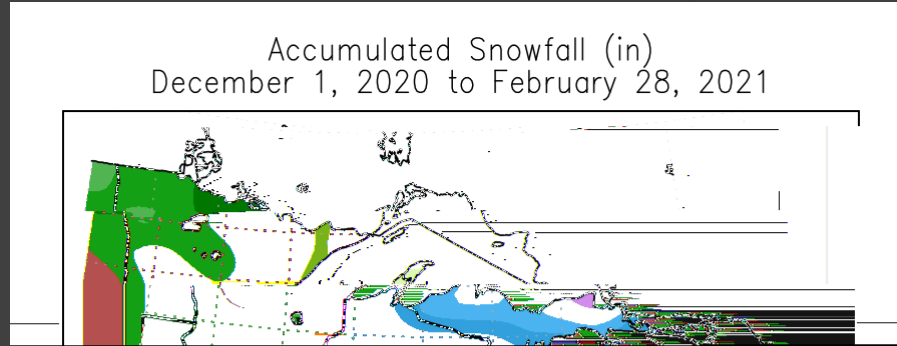 Accumulated Snowfall (in)
December 1, 2020 to February 28, 2021